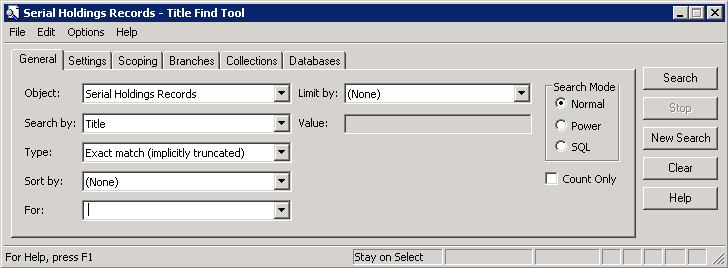 Serial Holdings Records - Title Find Tool
File Edit Options Help
General Settings Scoping Branches Collections Databases
Object: Serial Holdings Records Limit by: (None) Search Mode Search
Search by: Title Value: Normal Stop
Type: Exact match (implicitly truncated) Power New Search
Sort by: (None) SQL Clear
For: Count Only Help
For Help, press F1 Stay on Select